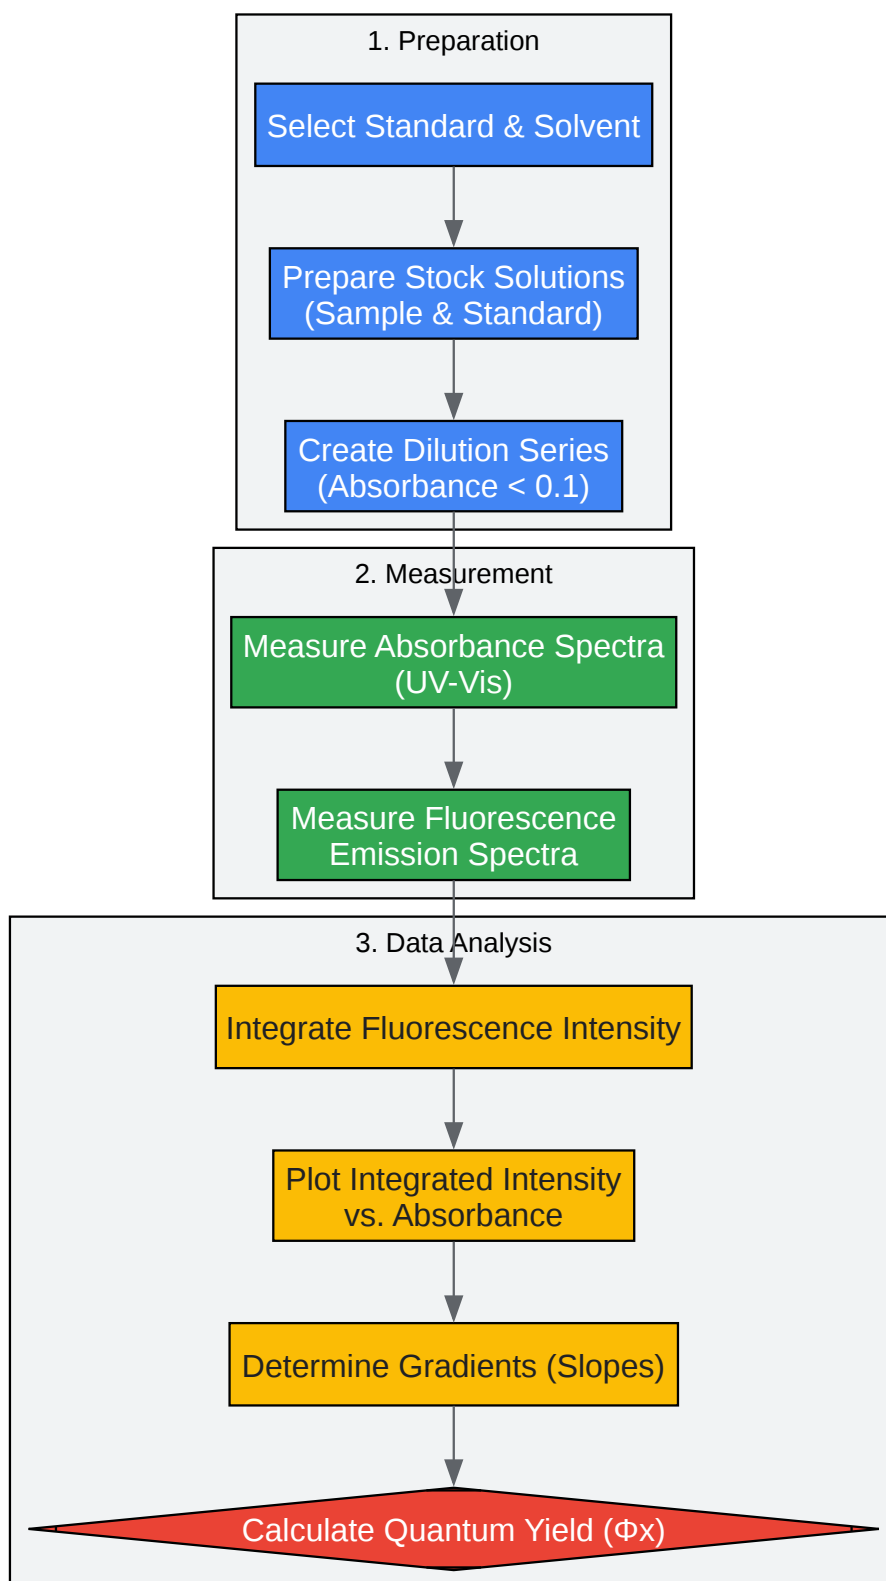 1. Preparation
Select Standard & Solvent
Prepare Stock Solutions
(Sample & Standard)
Create Dilution Series
(Absorbance < 0.1)
2. Measurement
Measure Absorbance Spectra
(UV-Vis)
Measure Fluorescence
Emission Spectra
3. Data Analysis
Integrate Fluorescence Intensity
Plot Integrated Intensity
vs. Absorbance
Determine Gradients (Slopes)
Calculate Quantum Yield (Φx)